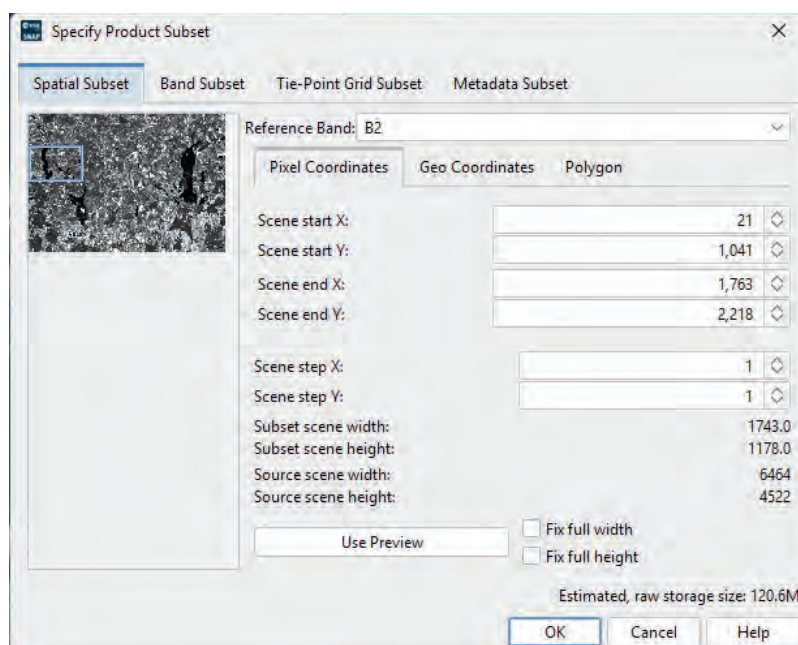 esa
SNAP
Specify Product Subset
Spatial Subset Band Subset Tie-Point Grid Subset Metadata Subset
Reference Band: B2
Pixel Coordinates Geo Coordinates Polygon
Scene start X: 21
Scene start Y: 1,041
Scene end X: 1,763
Scene end Y: 2,218
Scene step X: 1
Scene step Y: 1
Subset scene width: 1743.0
Subset scene height: 1178.0
Source scene width: 6464
Source scene height: 4522
Use Preview
Fix full width
Fix full height
Estimated, raw storage size: 120.6M
OK Cancel Help